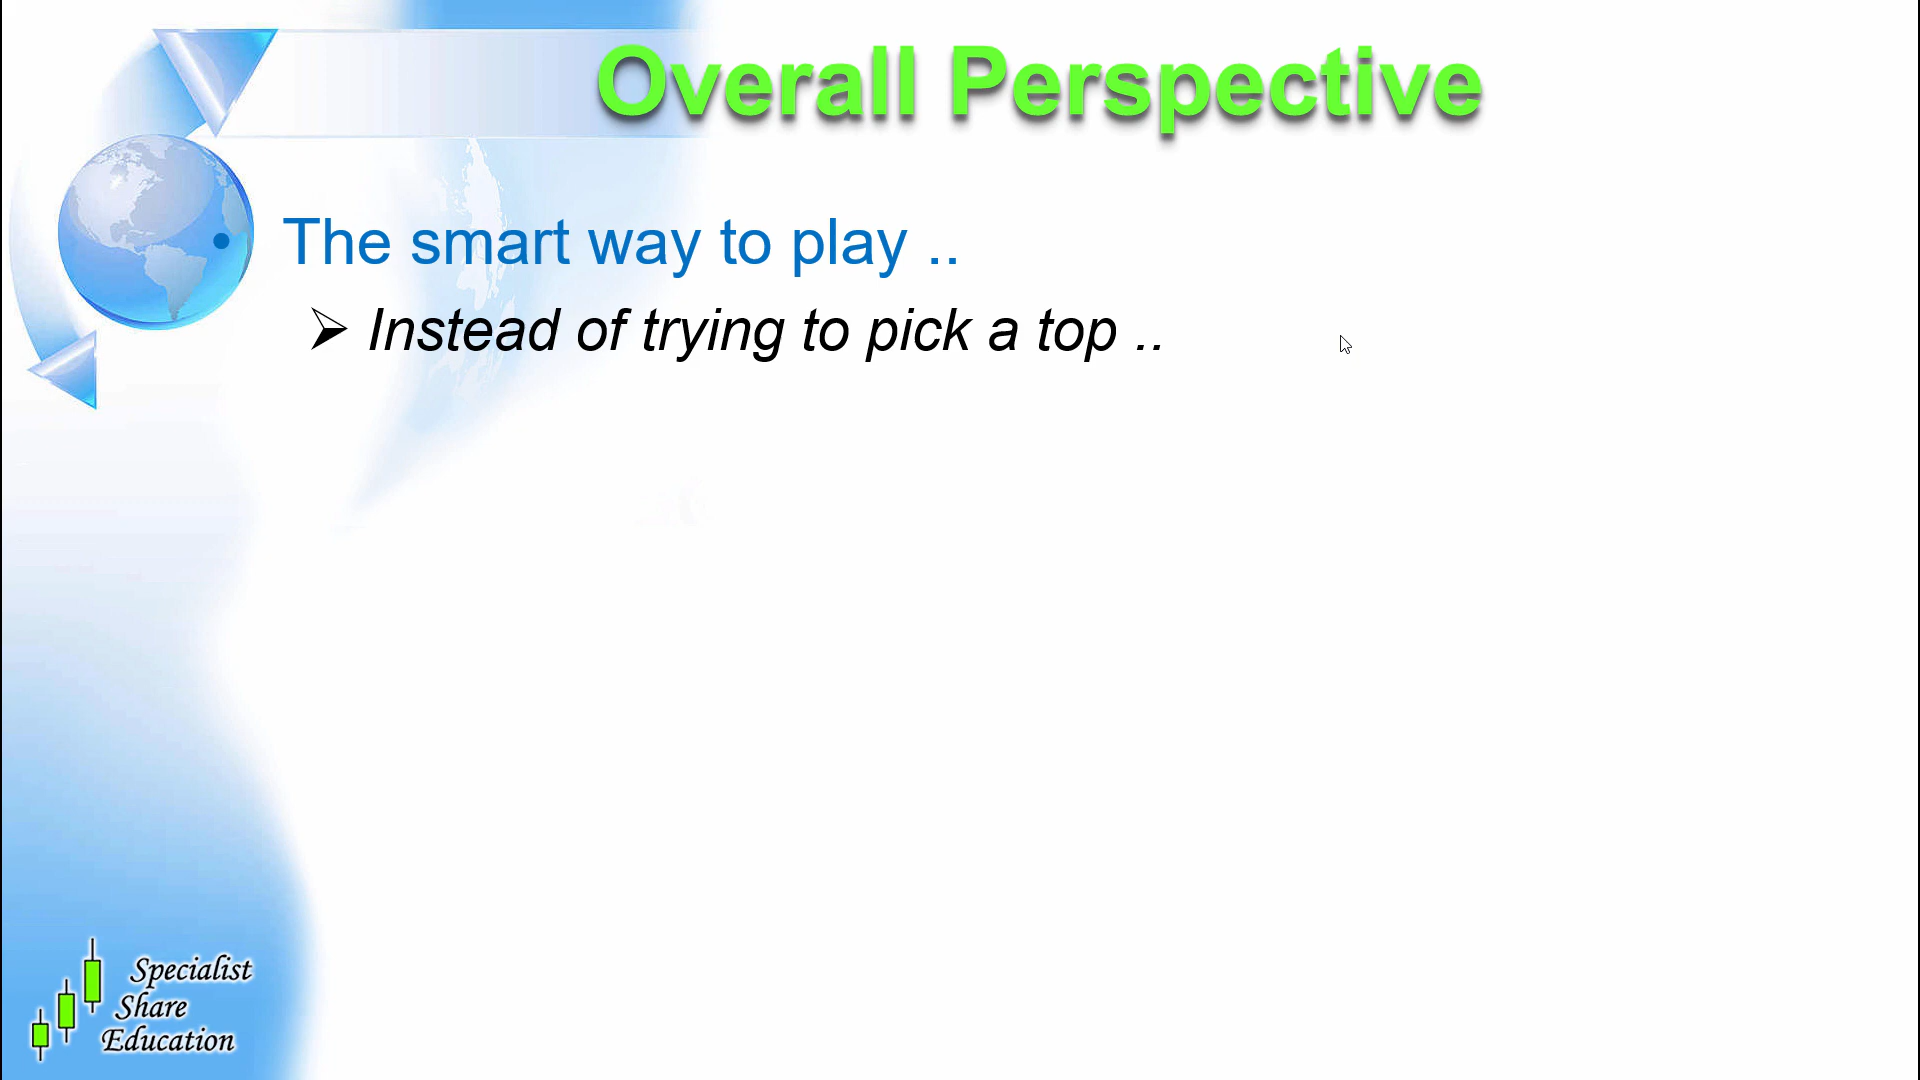 Overall Perspective
• The smart way to play ..
➢ Instead of trying to pick a top ..
Specialist
Share
Education